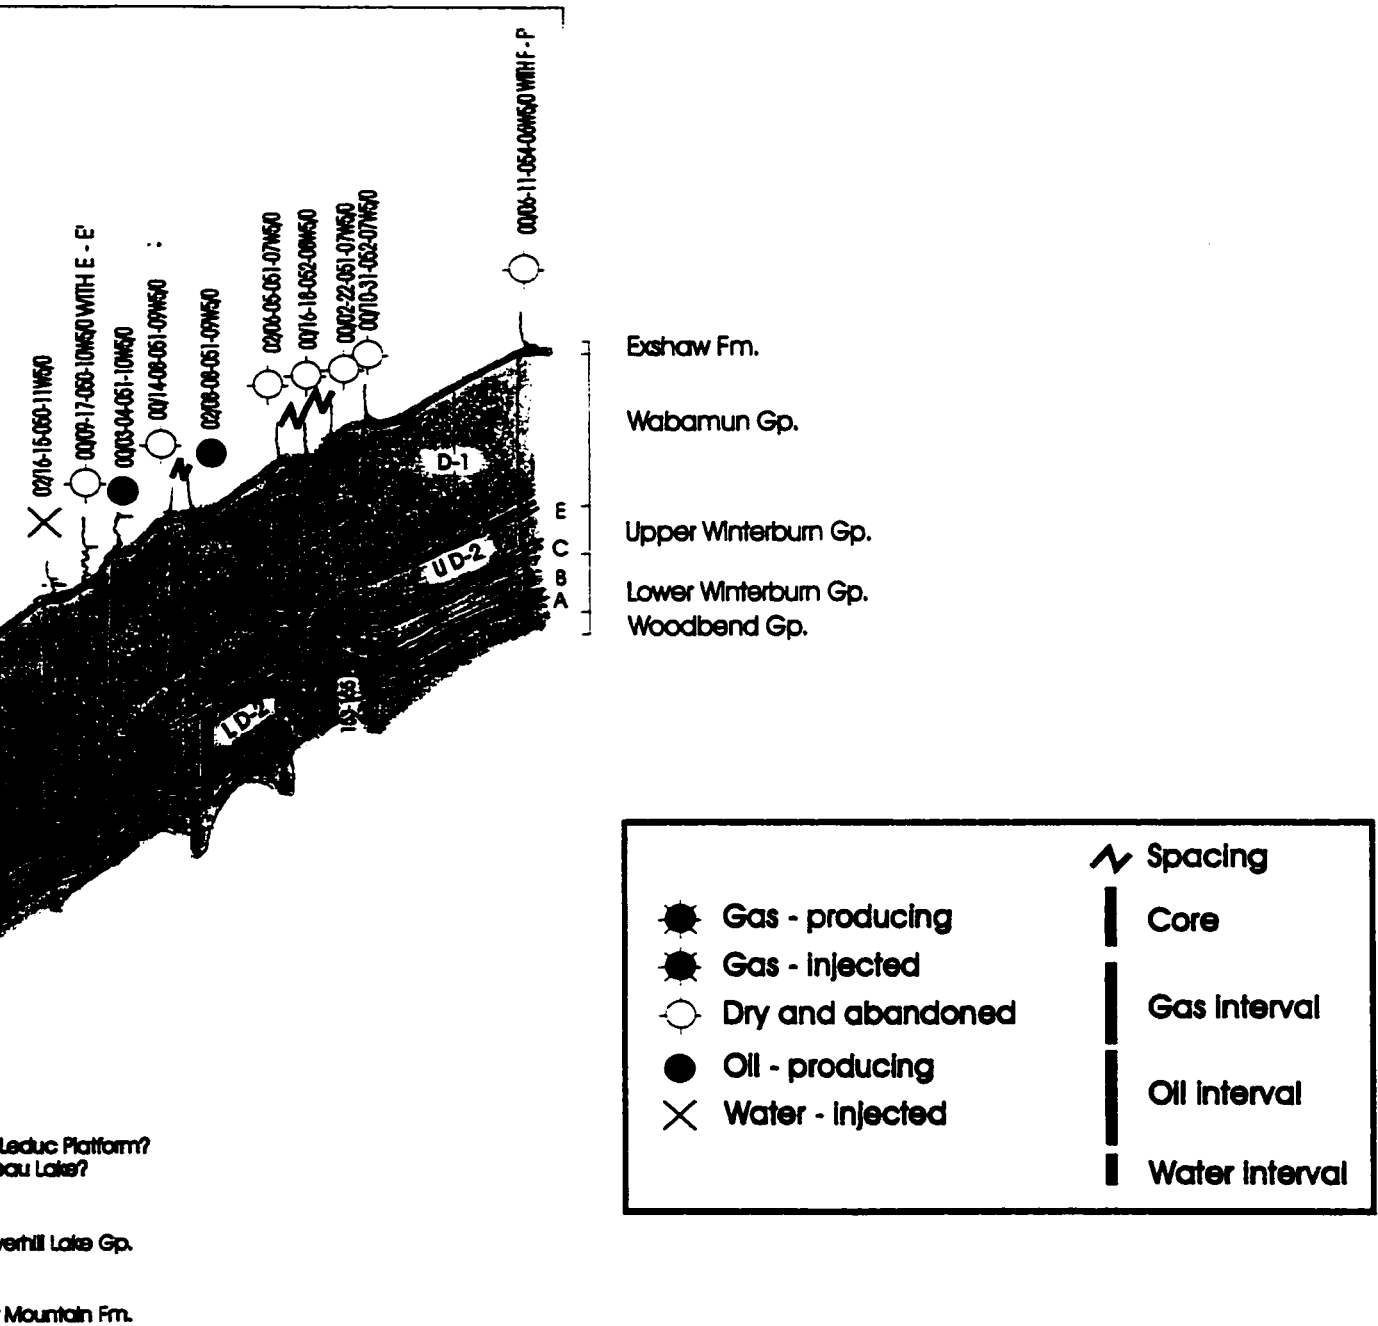 00/06-11-054-06W5/0 WITH F - F'
02/16-16-050-11W5/0
00/09-17-050-10W5/0 WITH E - E'
00/03-04-051-10W5/0
00/14-08-051-09W5/0
02/08-08-051-09W5/0
02/06-05-051-07W5/0
00/16-18-052-08W5/0
00/02-22-051-07W5/0
00/10-31-052-07W5/0
Exshaw Fm.
Wabamun Gp.
D-1
E
Upper Winterburn Gp.
C
UD-2
B
Lower Winterburn Gp.
A
Woodbend Gp.
LD-2
Spacing
Gas - producing
Core
Gas - injected
Gas interval
Dry and abandoned
Oil - producing
Oil interval
Water - injected
Water interval
Leduc Platform?
eau Lake?
verhill Lake Gp.
Mountain Fm.